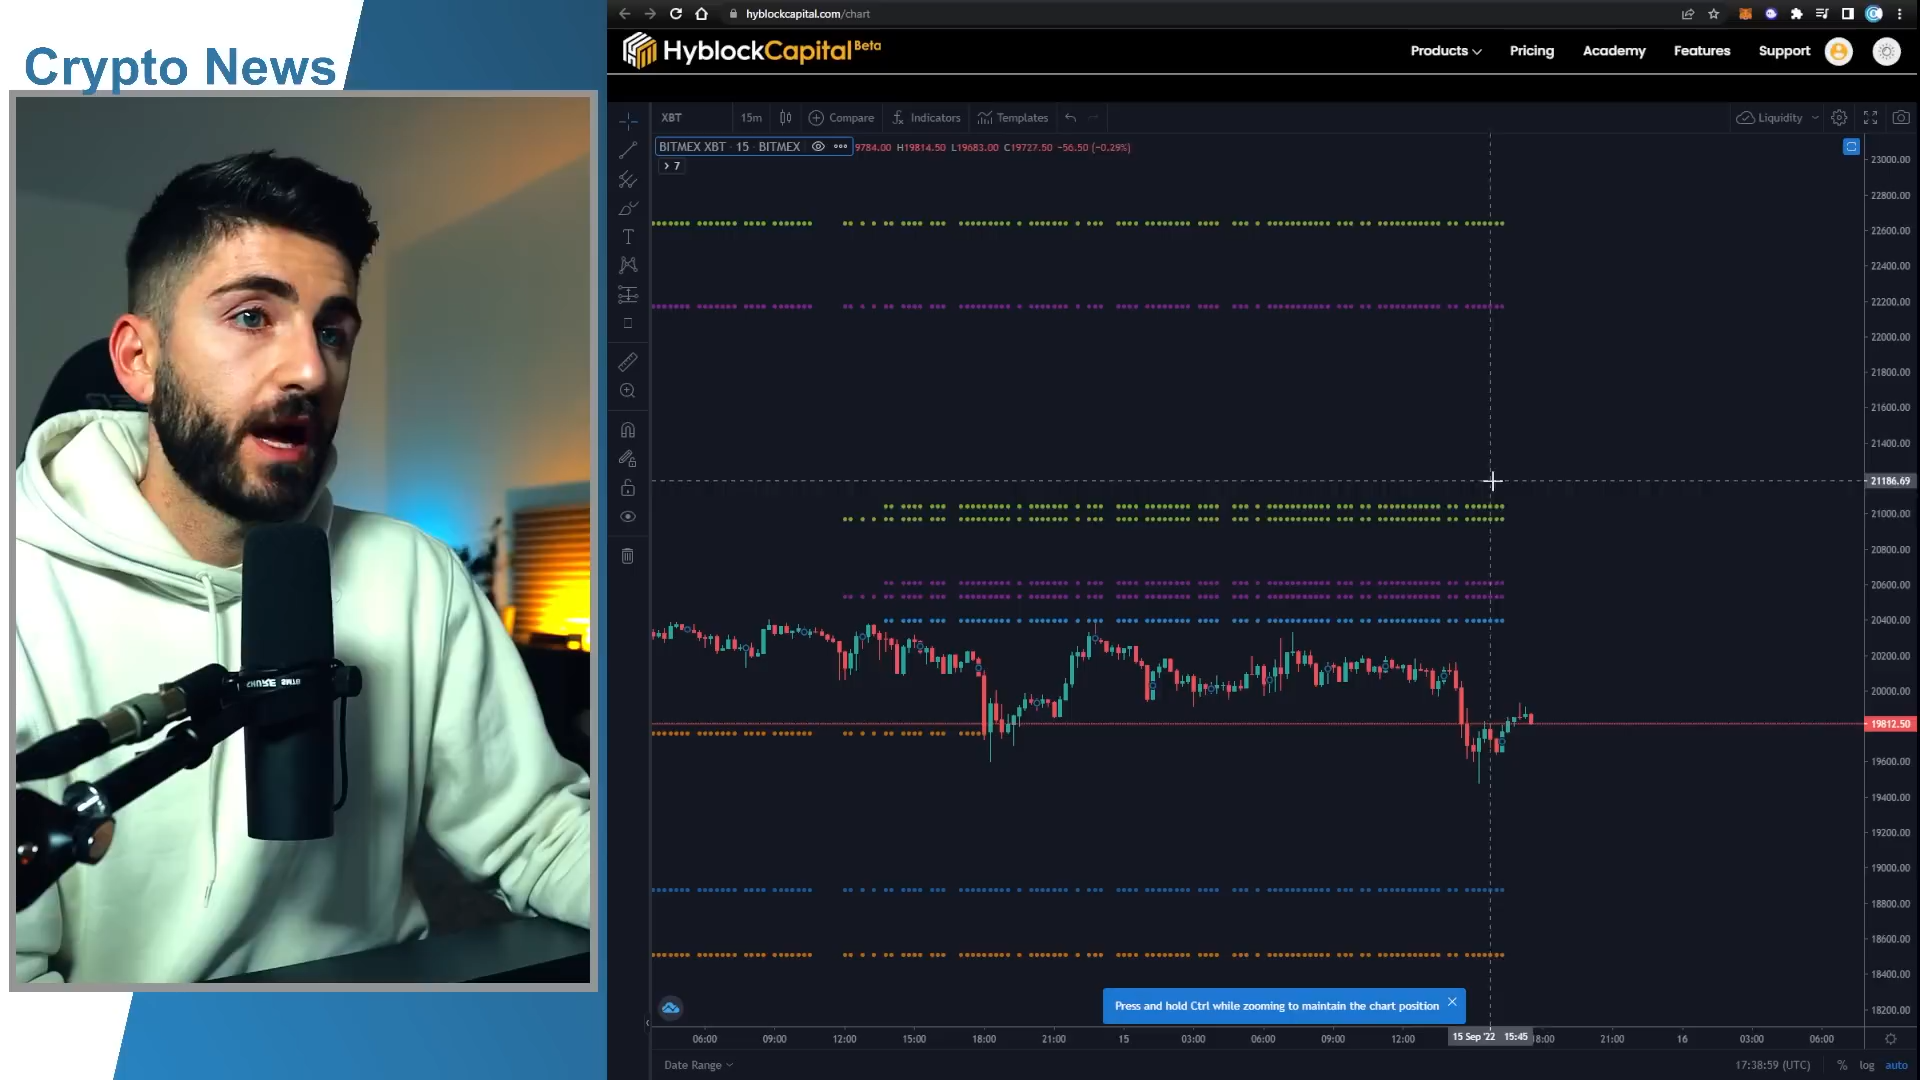 Crypto News
hyblockcapital.com/chart
HyblockCapital Beta
Products
Pricing
Academy
Features
Support
XBT
15m
Compare
Indicators
Templates
Liquidity
BITMEX XBT · 15 · BITMEX
9784.00 H19814.50 L19683.00 C19727.50 −56.50 (−0.29%)
7
23000.00
22800.00
22600.00
22400.00
22200.00
22000.00
21800.00
21600.00
21400.00
21186.69
21000.00
20800.00
20600.00
20400.00
20200.00
20000.00
19812.50
19600.00
19400.00
19200.00
19000.00
18800.00
18600.00
18400.00
18200.00
SHURE SM7B
Press and hold Ctrl while zooming to maintain the chart position
06:00
09:00
12:00
15:00
18:00
21:00
15
03:00
06:00
09:00
12:00
15 Sep '22 15:45
18:00
21:00
16
03:00
06:00
Date Range
17:38:59 (UTC)
%
log
auto